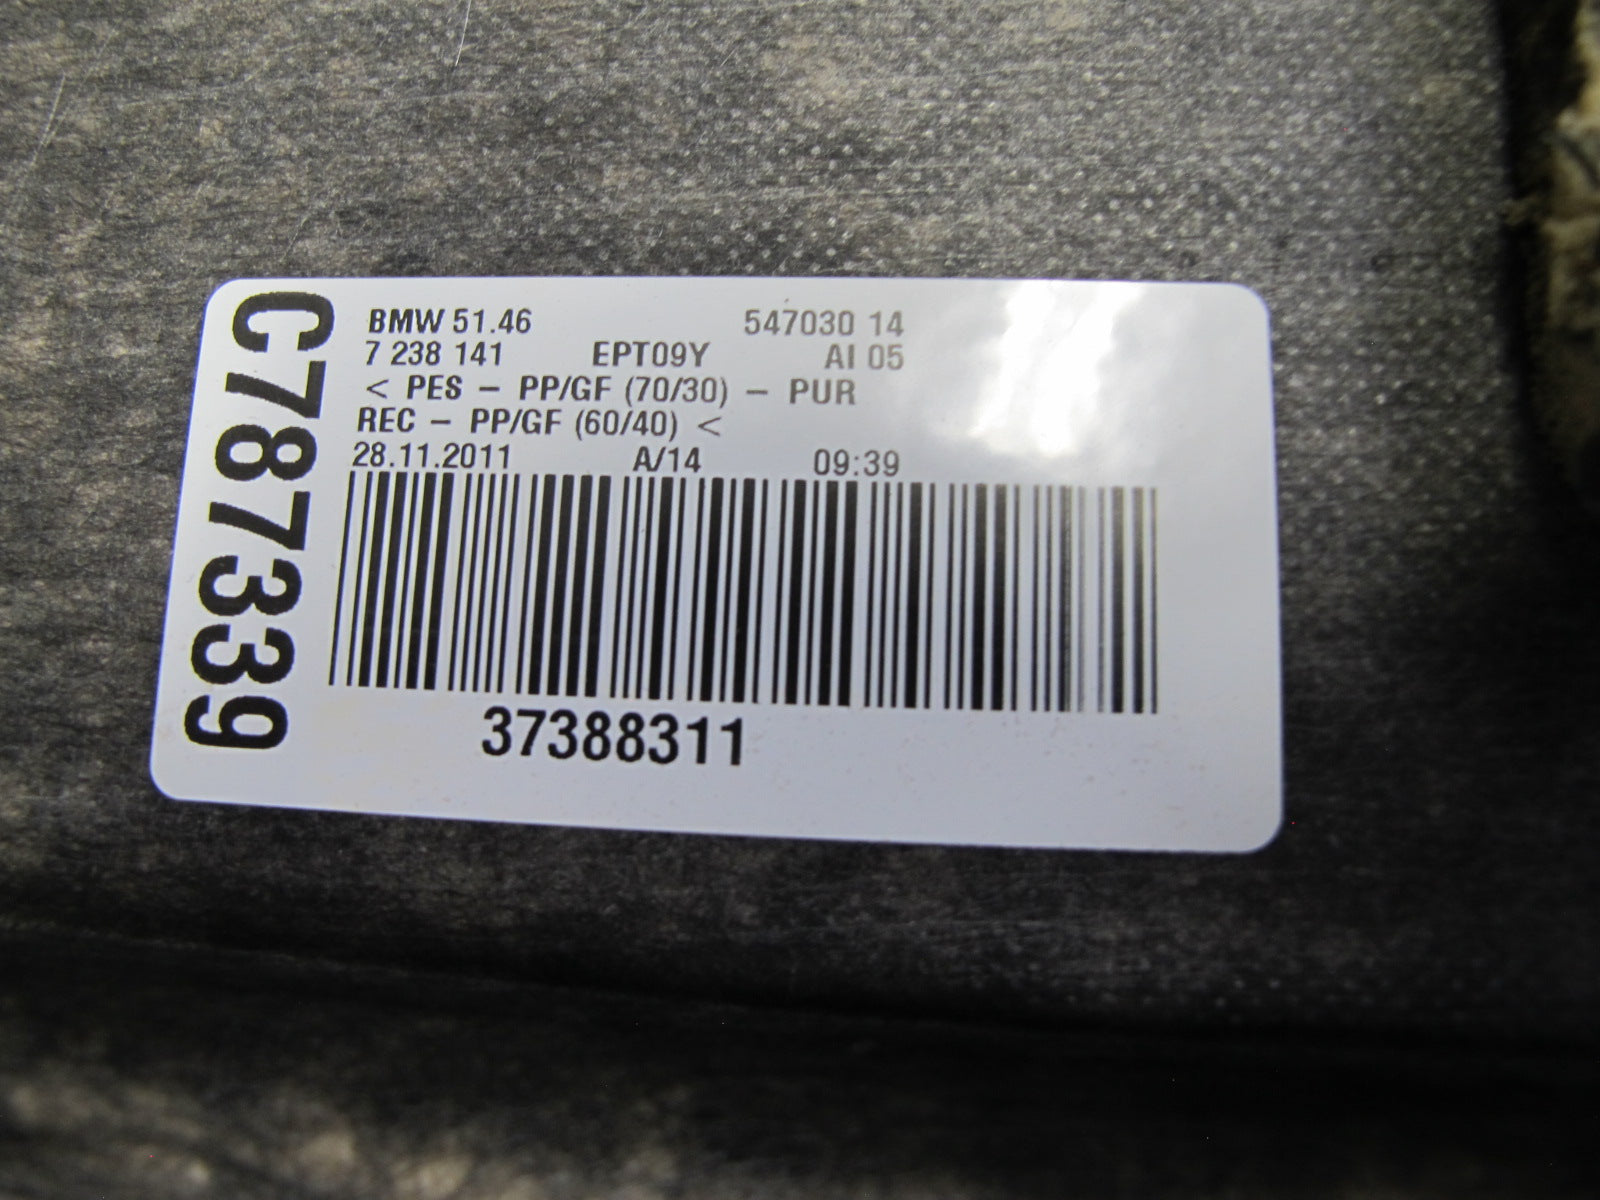 C787339
BMW 51.46 547030 14
7 238 141 EPT09Y AI 05
< PES - PP/GF (70/30) - PUR
REC - PP/GF (60/40) <
28.11.2011 A/14 09:39
37388311